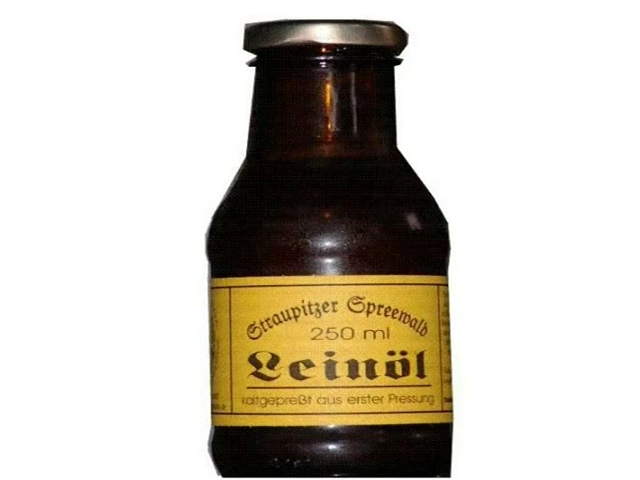 Straupitzer Spreewald
250 ml
Leinöl
kaltgepreßt aus erster Pressung